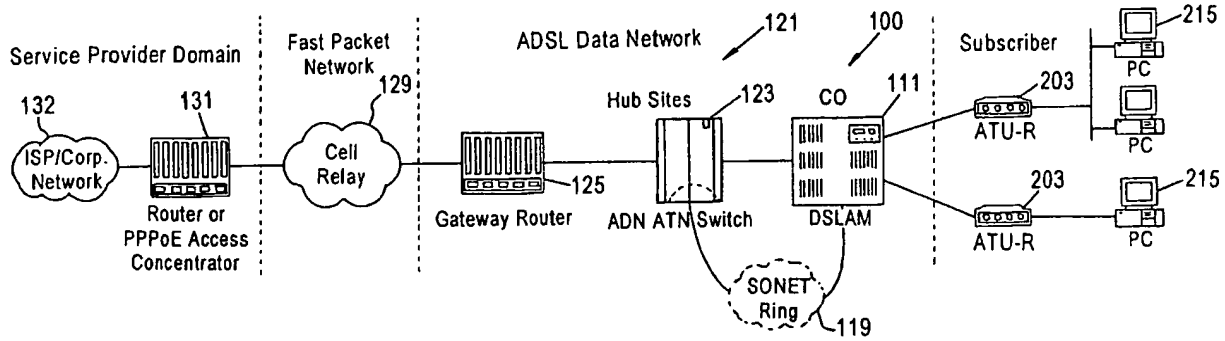 Service Provider Domain
132
131
ISP/Corp.
Network
Router or
PPPoE Access
Concentrator
Fast Packet
Network
129
Cell
Relay
ADSL Data Network
121
100
Hub Sites
123
CO
111
125
Gateway Router
ADN ATN Switch
DSLAM
SONET
Ring
119
Subscriber
215
PC
203
ATU-R
PC
203
ATU-R
215
PC